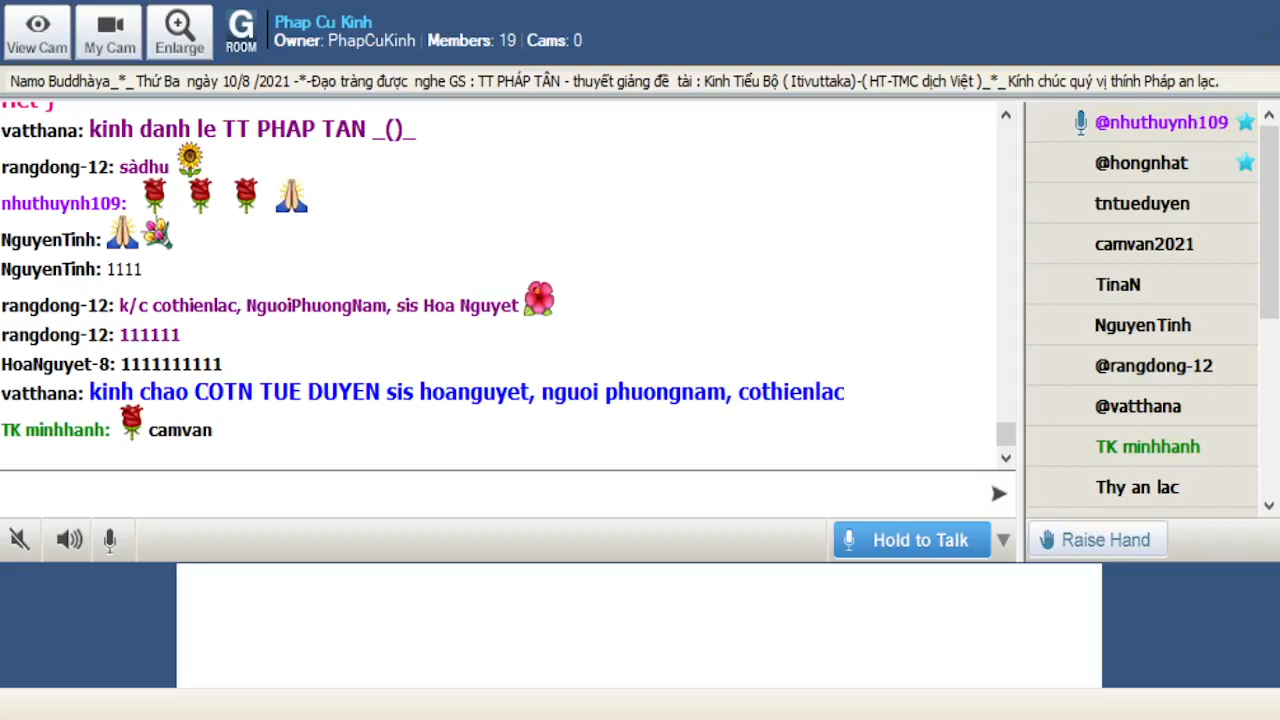 View Cam
My Cam
Enlarge
G
ROOM
Phap Cu Kinh
Owner: PhapCuKinh | Members: 19 | Cams: 0
Namo Buddhàya_*_ Thứ Ba ngày 10/8 /2021 -*-Đạo tràng được nghe GS : TT PHÁP TÂN - thuyết giảng đề tài : Kinh Tiểu Bộ ( Itivuttaka)-( HT-TMC dịch Việt )_*_ Kính chúc quý vị thính Pháp an lạc.
vatthana: kinh danh le TT PHAP TAN _()_
rangdong-12: sàdhu
nhuthuynh109:
NguyenTinh:
NguyenTinh: 1111
rangdong-12: k/c cothienlac, NguoiPhuongNam, sis Hoa Nguyet
rangdong-12: 111111
HoaNguyet-8: 1111111111
vatthana: kinh chao COTN TUE DUYEN sis hoanguyet, nguoi phuongnam, cothienlac
TK minhhanh: camvan
@nhuthuynh109
@hongnhat
tntueduyen
camvan2021
TinaN
NguyenTinh
@rangdong-12
@vatthana
TK minhhanh
Thy an lac
Hold to Talk
Raise Hand